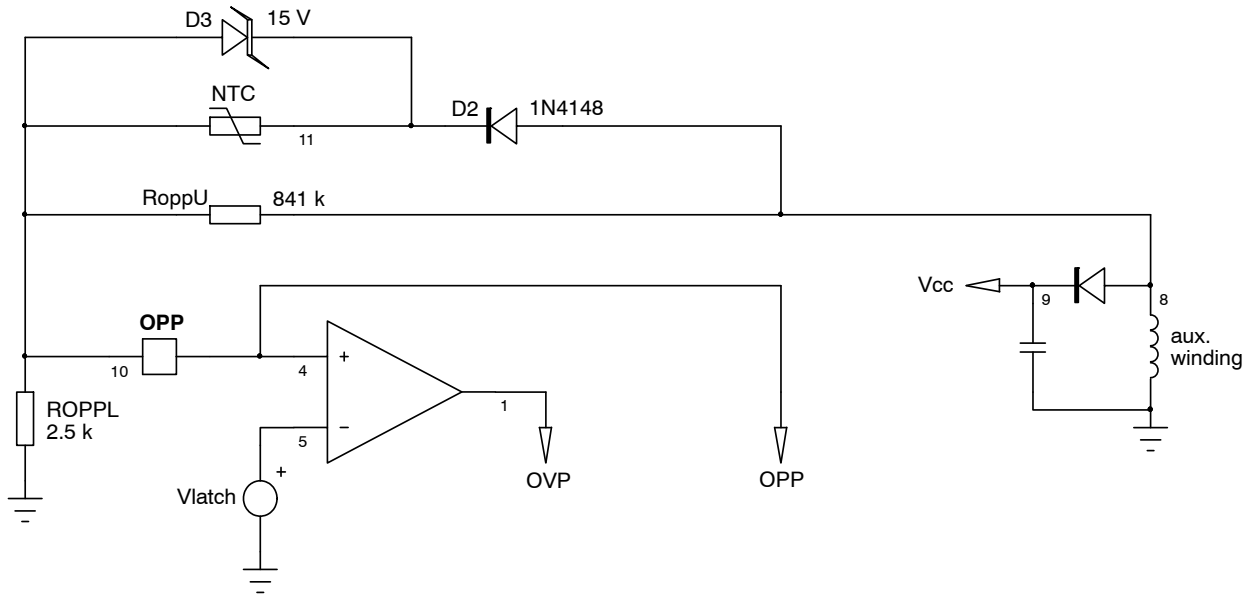 D3 15 V
NTC
11
D2 1N4148
RoppU 841 k
Vcc
9
8
aux.
winding
OPP
10
4
+
5
−
1
ROPPL
2.5 k
+
Vlatch
OVP
OPP